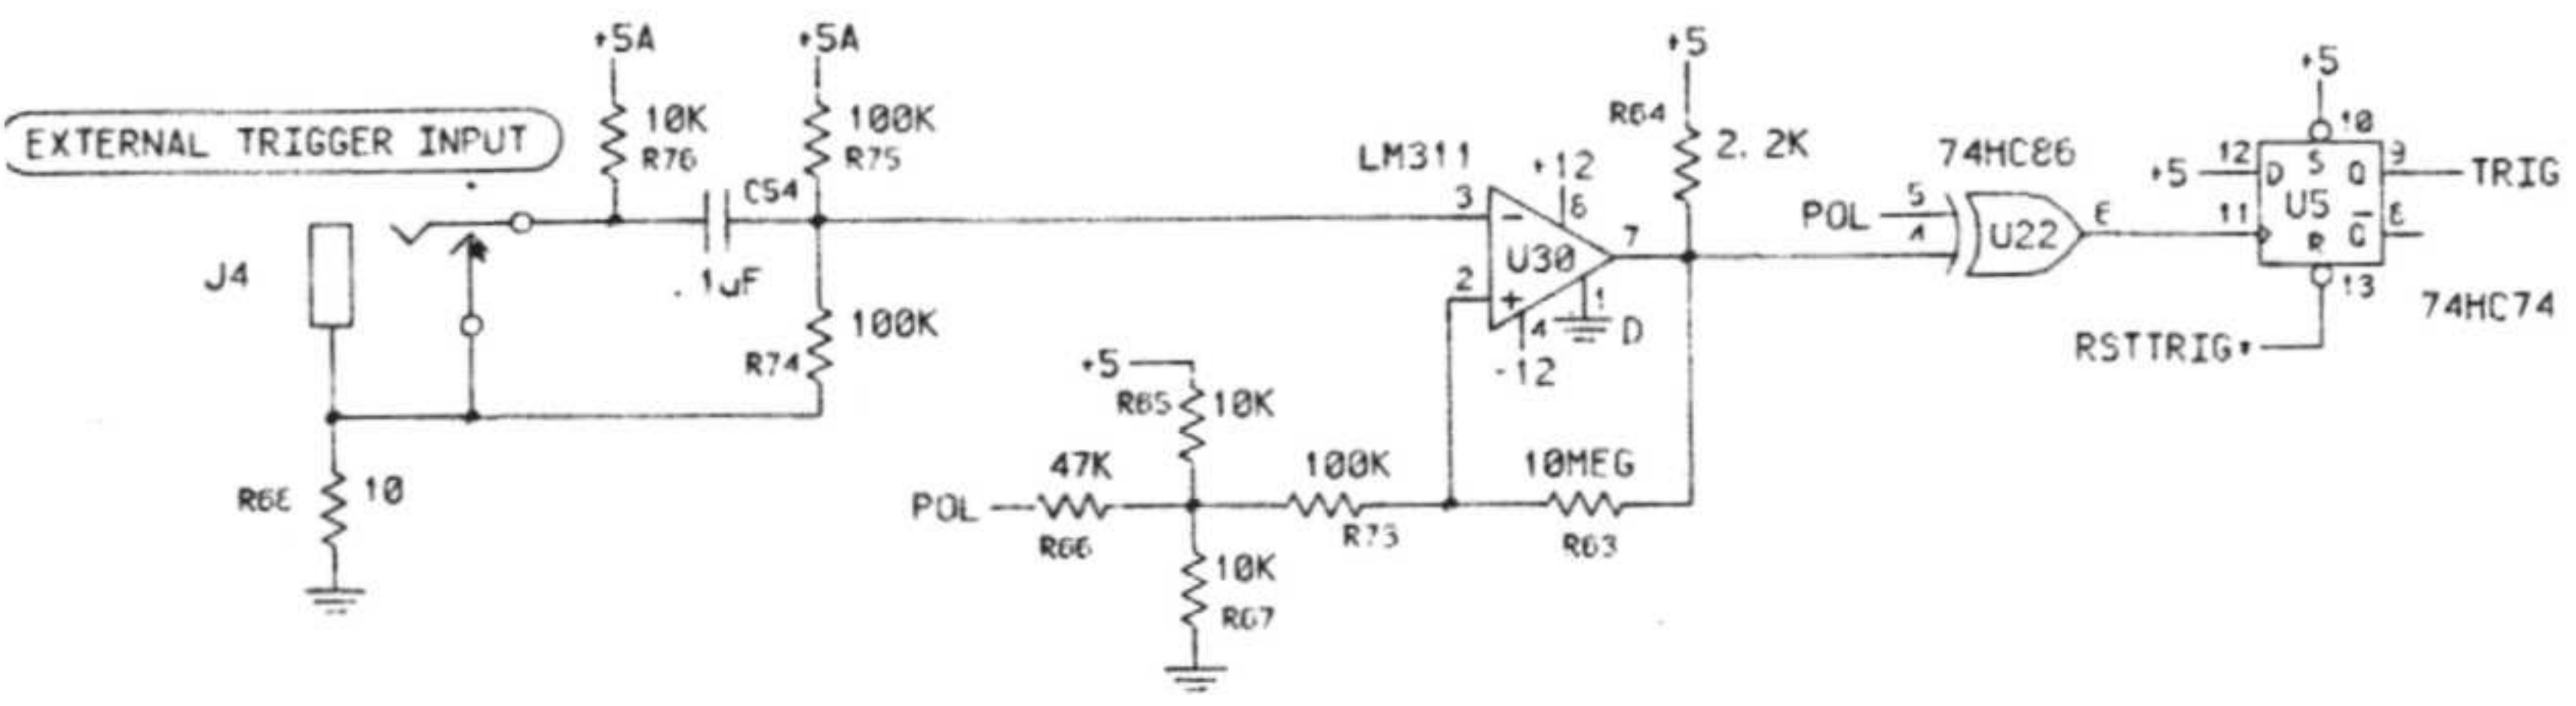 +5A
+5A
+5
+5
EXTERNAL TRIGGER INPUT
10K
R76
100K
R75
R64
2.2K
LM311
+12
74HC86
10
C54
.1uF
3
6
7
POL
5
4
U22
+5
12
D
S
Q
9
TRIG
11
U5
Q
R
13
J4
U30
2
1
4
D
-12
100K
R74
74HC74
RSTTRIG*
+5
R65
10K
47K
100K
10MEG
10
POL
R66
R73
R63
10K
R67